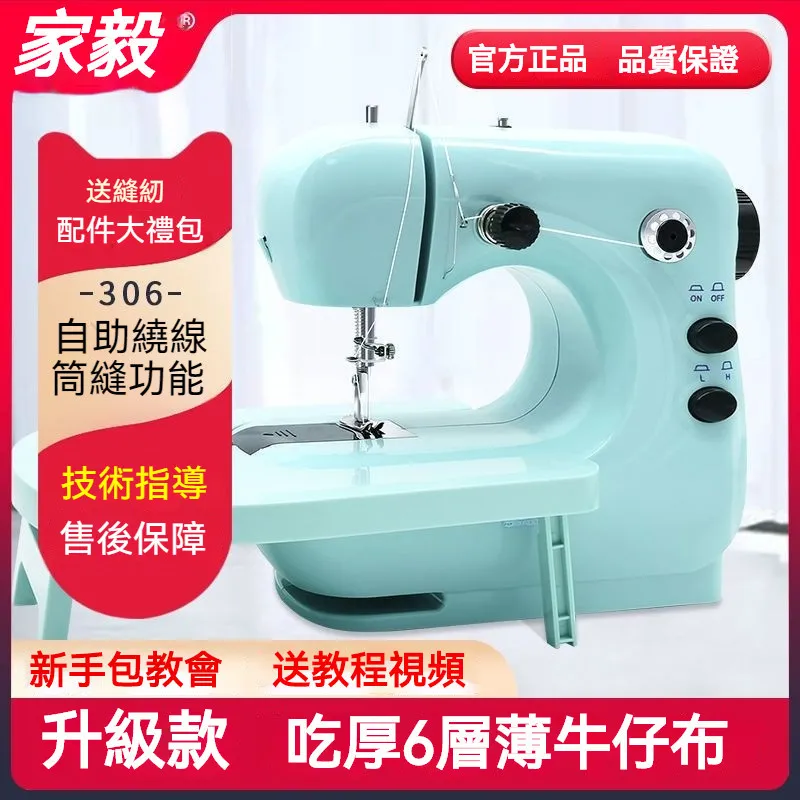 家毅®
官方正品 品質保證
送縫紉
配件大禮包
-306-
自助繞線
筒縫功能
技術指導
售後保障
ON OFF
L H
新手包教會 送教程視頻
升級款 吃厚6層薄牛仔布